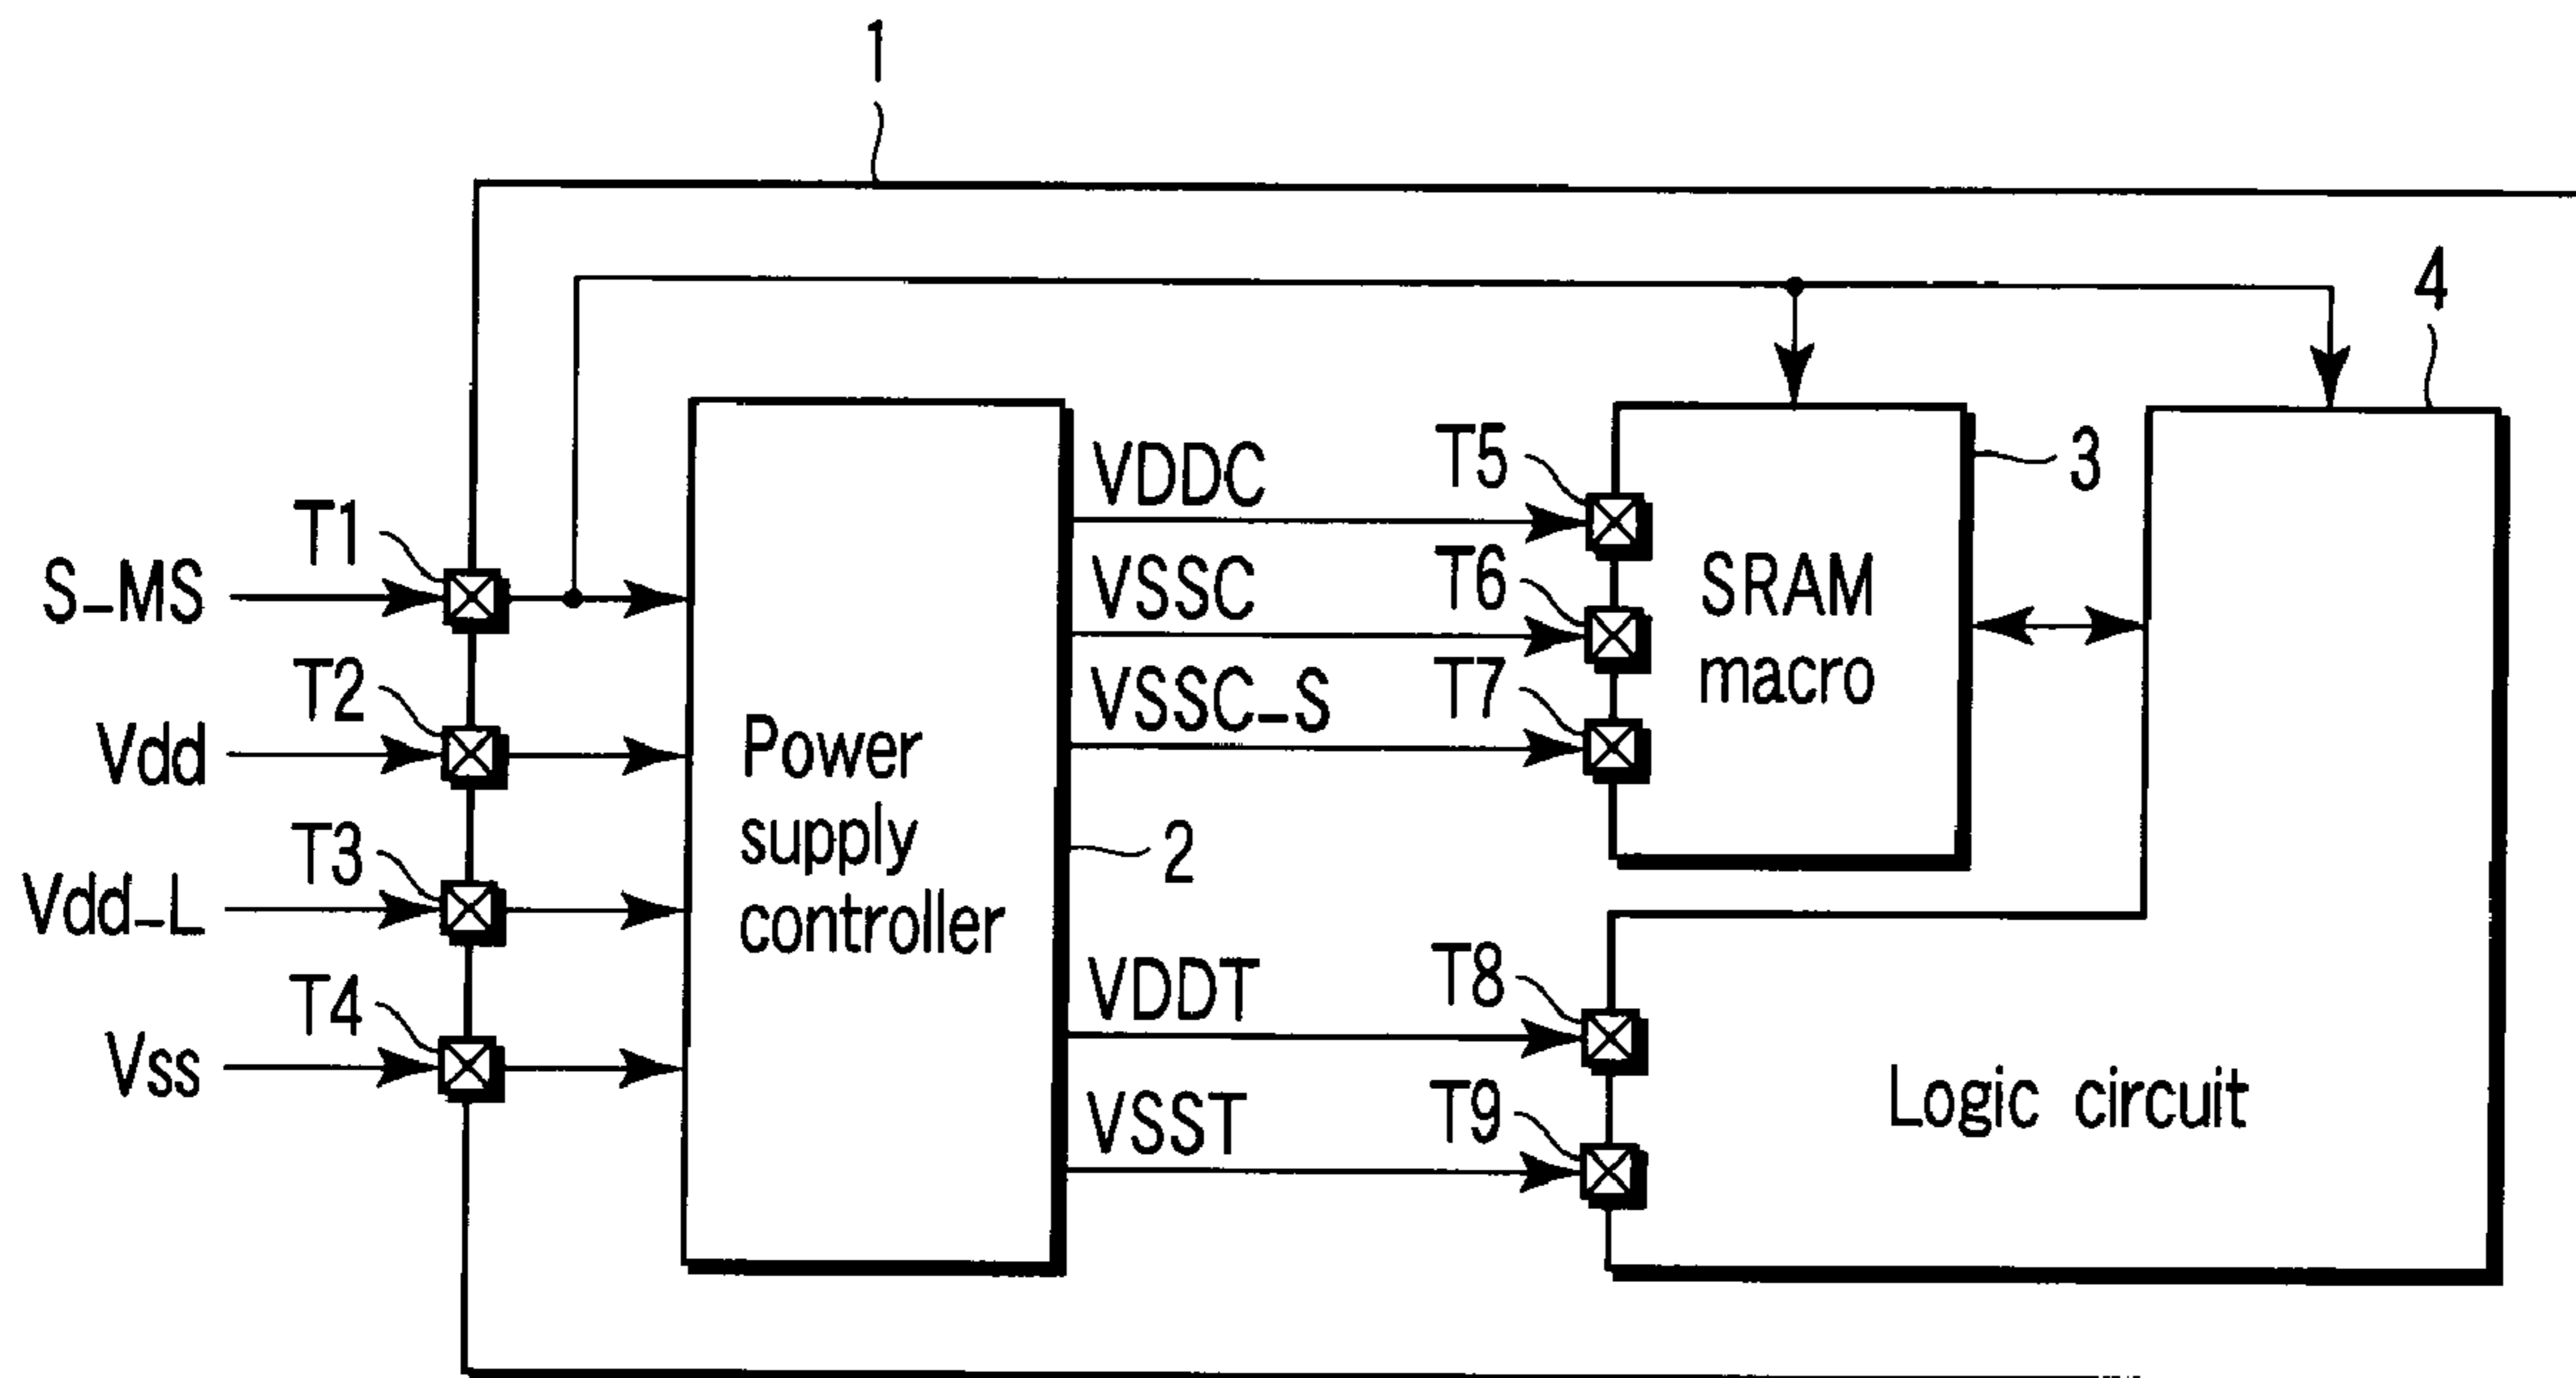 1
4
VDDC
T5
3
T1
S-MS
VSSC
T6
SRAM
macro
T2
Vdd
VSSC-S
T7
Power
supply
controller
2
T3
Vdd-L
T4
Vss
VDDT
T8
VSST
T9
Logic circuit